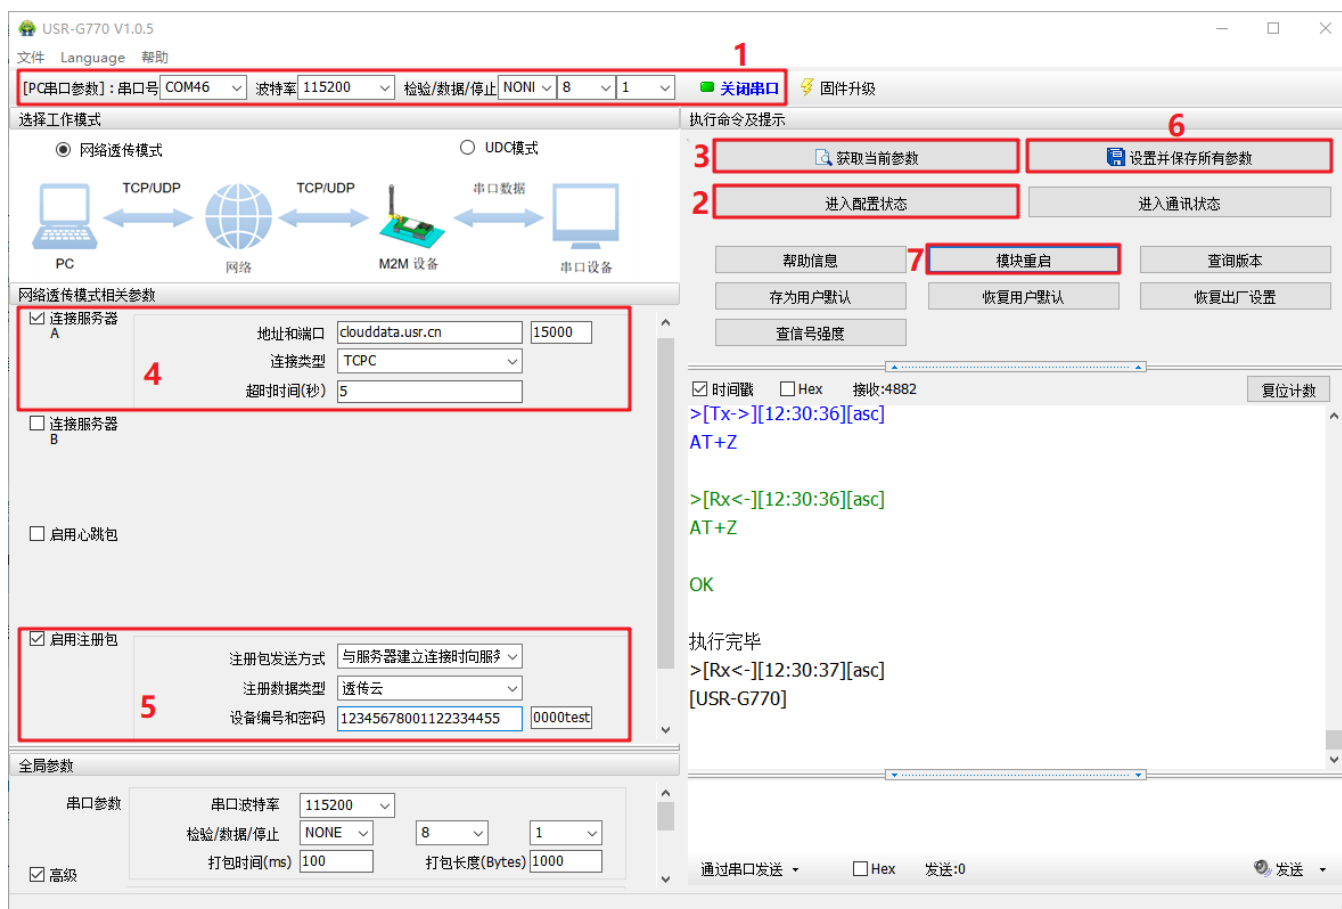 USR-G770 V1.0.5
文件 Language 帮助
1
[PC串口参数]：串口号 COM46 波特率 115200 检验/数据/停止 NONI 8 1 关闭串口 固件升级
选择工作模式
网络透传模式 UDC模式
TCP/UDP TCP/UDP 串口数据
PC 网络 M2M 设备 串口设备
网络透传模式相关参数
连接服务器
A
地址和端口 clouddata.usr.cn 15000
连接类型 TCPC
超时时间(秒) 5
4
连接服务器
B
启用心跳包
启用注册包
注册包发送方式 与服务器建立连接时向服务
注册数据类型 透传云
设备编号和密码 12345678001122334455 0000test
5
全局参数
串口参数 串口波特率 115200
检验/数据/停止 NONE 8 1
打包时间(ms) 100 打包长度(Bytes) 1000
高级
执行命令及提示
6
3 获取当前参数 设置并保存所有参数
2 进入配置状态 进入通讯状态
帮助信息 7 模块重启 查询版本
存为用户默认 恢复用户默认 恢复出厂设置
查信号强度
时间戳 Hex 接收:4882 复位计数
>[Tx->][12:30:36][asc]
AT+Z
>[Rx<-][12:30:36][asc]
AT+Z
OK
执行完毕
>[Rx<-][12:30:37][asc]
[USR-G770]
通过串口发送 Hex 发送:0 发送